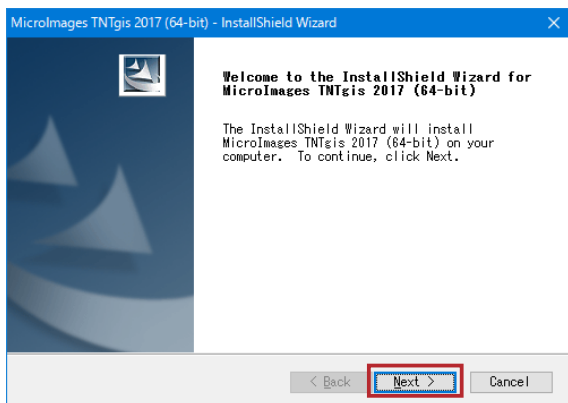 MicroImages TNTgis 2017 (64-bit) - InstallShield Wizard
Welcome to the InstallShield Wizard for
MicroImages TNTgis 2017 (64-bit)
The InstallShield Wizard will install
MicroImages TNTgis 2017 (64-bit) on your
computer. To continue, click Next.
< Back
Next >
Cancel